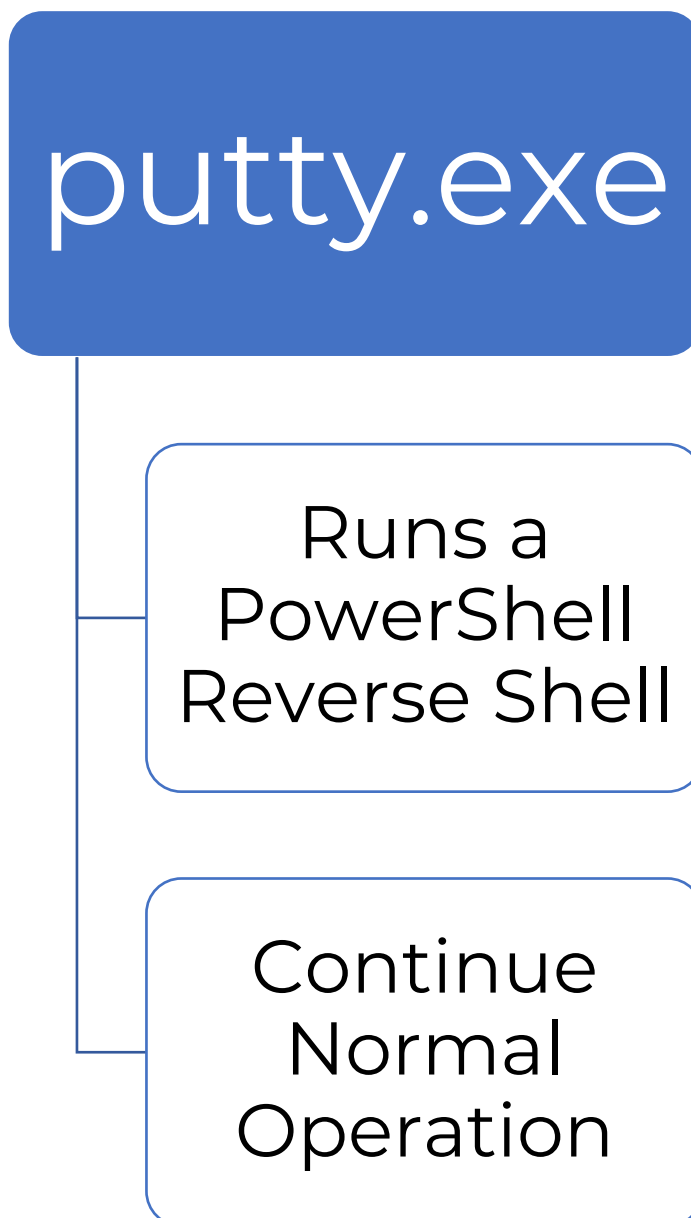 putty.exe
Runs a
PowerShell
Reverse Shell
Continue
Normal
Operation